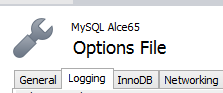 MySQL Alce65
Options File
General Logging InnoDB Networking